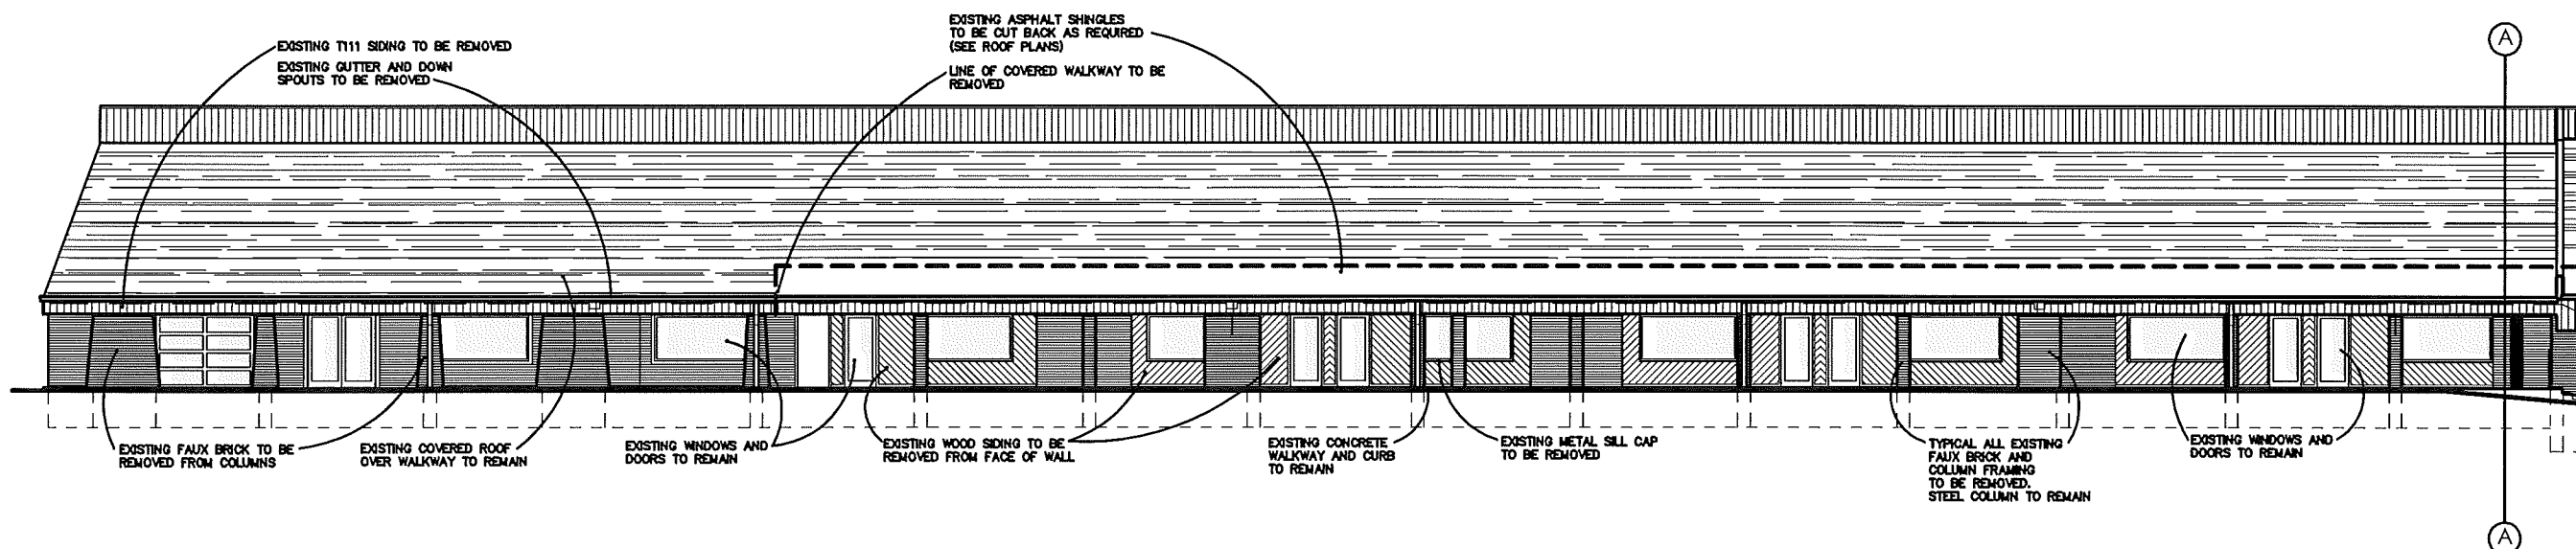 EXISTING T111 SIDING TO BE REMOVED
EXISTING GUTTER AND DOWN
SPOUTS TO BE REMOVED
EXISTING ASPHALT SHINGLES
TO BE CUT BACK AS REQUIRED
(SEE ROOF PLANS)
LINE OF COVERED WALKWAY TO BE
REMOVED
A
EXISTING FAUX BRICK TO BE
REMOVED FROM COLUMNS
EXISTING COVERED ROOF
OVER WALKWAY TO REMAIN
EXISTING WINDOWS AND
DOORS TO REMAIN
EXISTING WOOD SIDING TO BE
REMOVED FROM FACE OF WALL
EXISTING CONCRETE
WALKWAY AND CURB
TO REMAIN
EXISTING METAL SILL CAP
TO BE REMOVED
TYPICAL ALL EXISTING
FAUX BRICK AND
COLUMN FRAMING
TO BE REMOVED.
STEEL COLUMN TO REMAIN
EXISTING WINDOWS AND
DOORS TO REMAIN
A